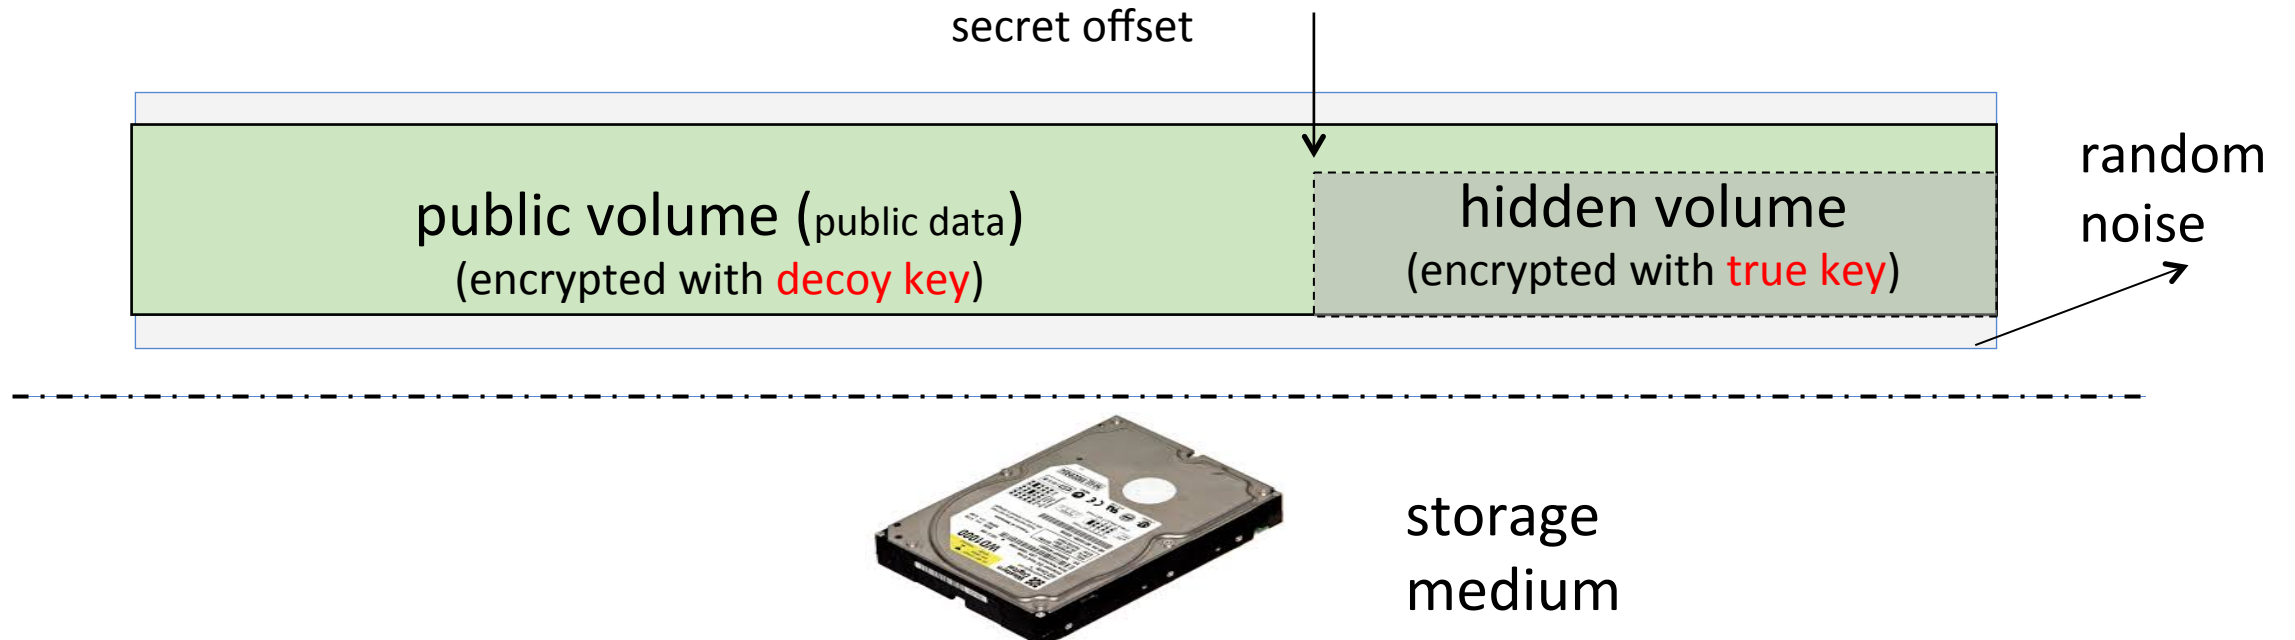 secret offset
public volume (public data)
(encrypted with decoy key)
hidden volume
(encrypted with true key)
random
noise
storage
medium
WD1000